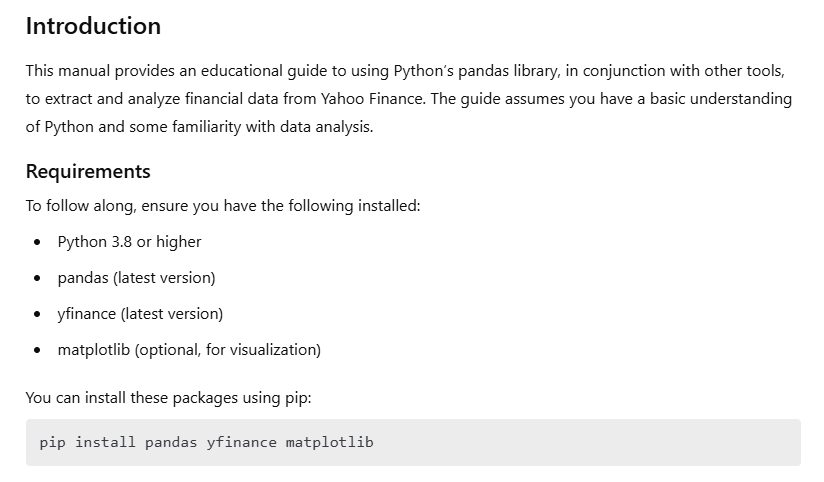 Introduction
This manual provides an educational guide to using Python's pandas library, in conjunction with other tools,
to extract and analyze financial data from Yahoo Finance. The guide assumes you have a basic understanding
of Python and some familiarity with data analysis.
Requirements
To follow along, ensure you have the following installed:
• Python 3.8 or higher
• pandas (latest version)
• yfinance (latest version)
• matplotlib (optional, for visualization)
You can install these packages using pip:
pip install pandas yfinance matplotlib